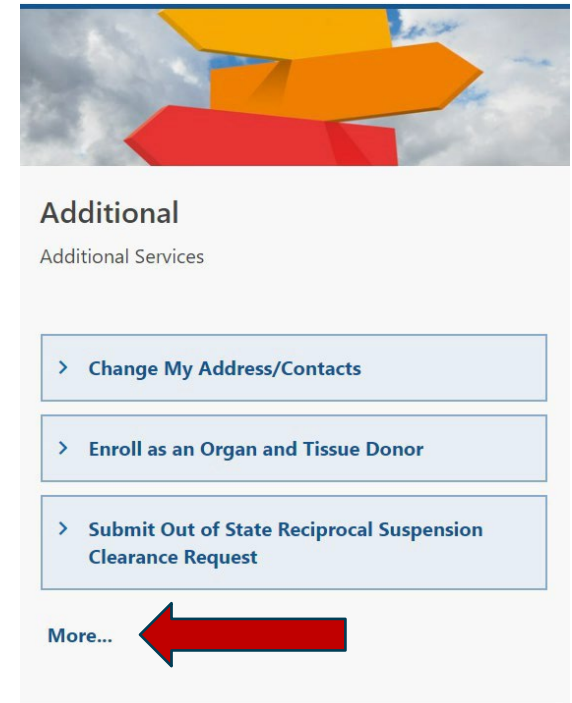 Additional
Additional Services
Change My Address/Contacts
Enroll as an Organ and Tissue Donor
Submit Out of State Reciprocal Suspension
Clearance Request
More...